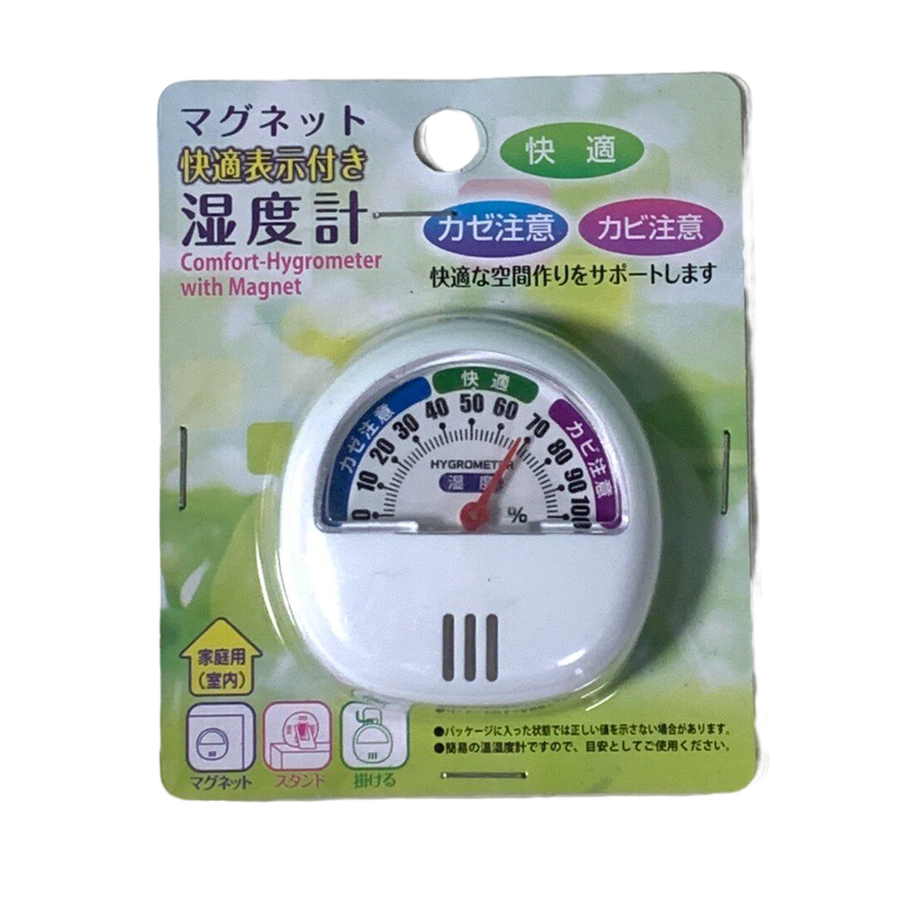 マグネット
快適表示付き
湿度計
Comfort-Hygrometer
with Magnet
快 適
カゼ注意 カビ注意
快適な空間作りをサポートします
カゼ注意 快適 カビ注意
0 10 20 30 40 50 60 70 80 90 100
HYGROMETER
湿 度
%
家庭用
(室内)
マグネット スタンド 掛ける
●パッケージに入った状態では正しい値を示さない場合があります。
●簡易の温湿度計ですので、目安としてご使用ください。